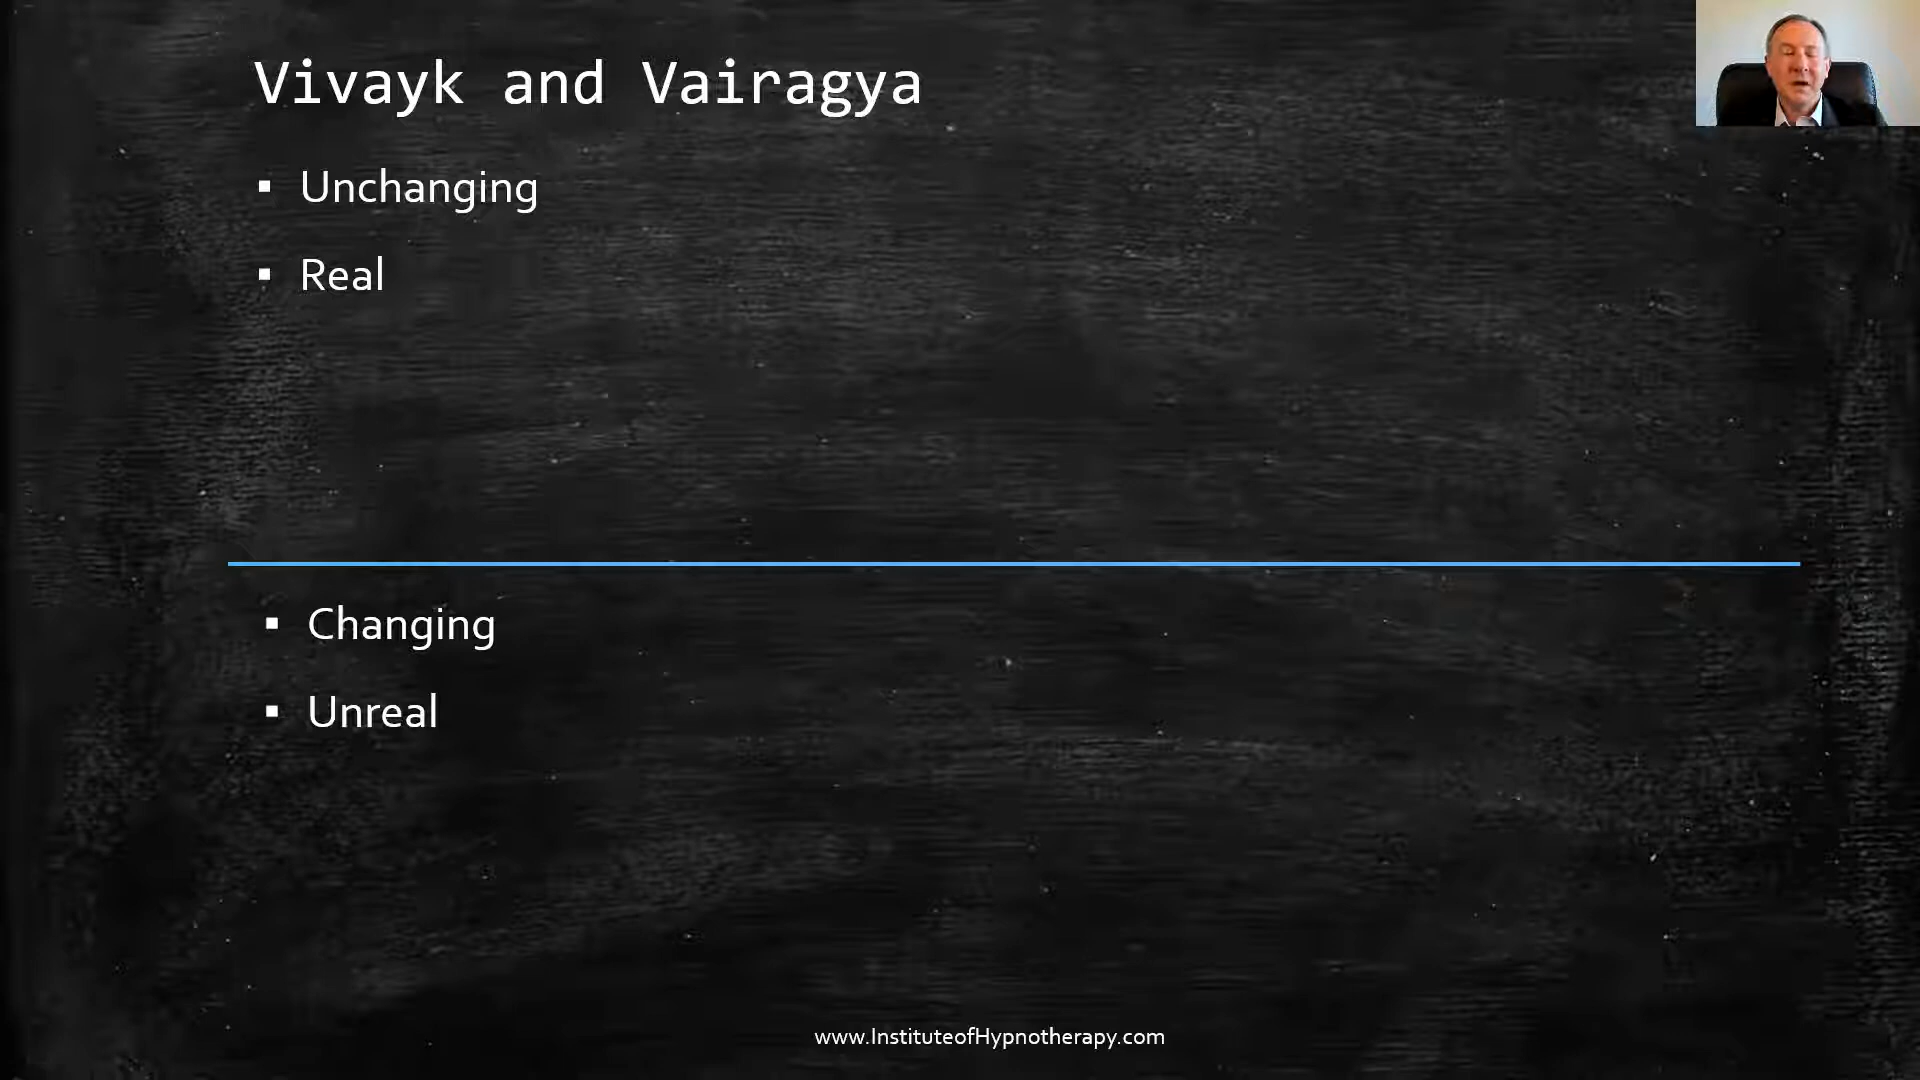 Vivayk and Vairagya
▪ Unchanging
▪ Real
▪ Changing
▪ Unreal
www.InstituteofHypnotherapy.com